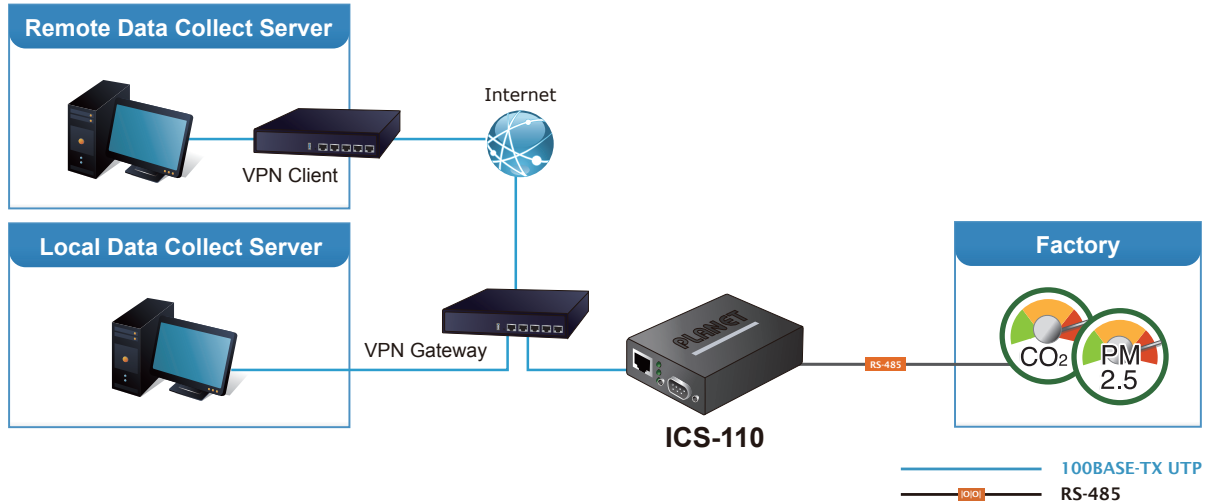 Remote Data Collect Server
Internet
VPN Client
Local Data Collect Server
Factory
VPN Gateway
PLANET
RS-485
CO₂
PM
2.5
ICS-110
100BASE-TX UTP
|O|O|
RS-485